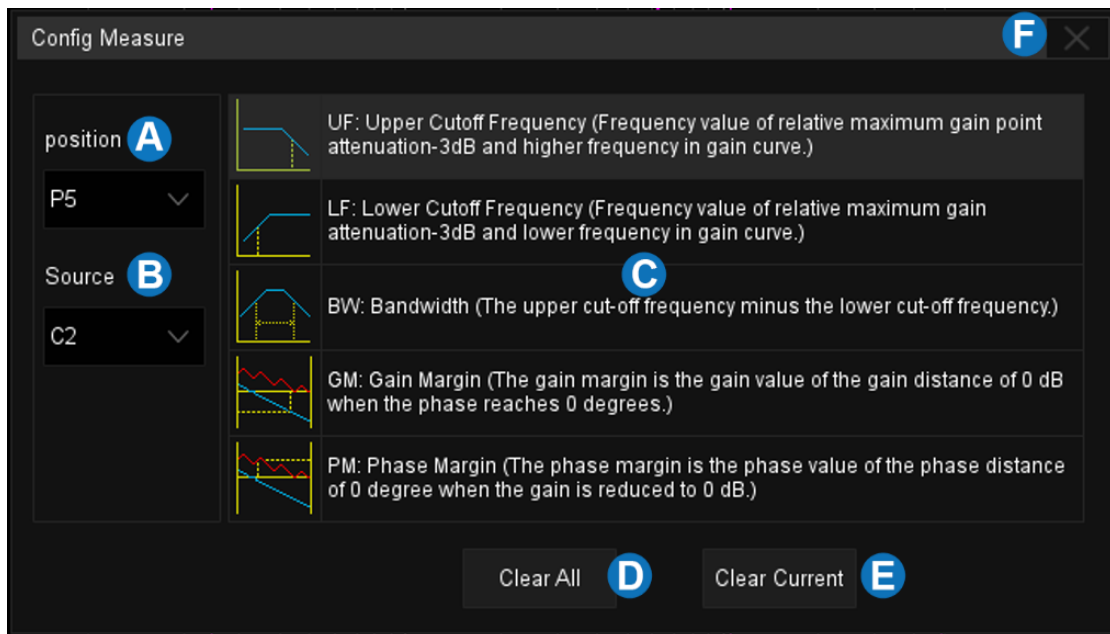 Config Measure
F
position A
P5
Source B
C2
UF: Upper Cutoff Frequency (Frequency value of relative maximum gain point
attenuation-3dB and higher frequency in gain curve.)
LF: Lower Cutoff Frequency (Frequency value of relative maximum gain
attenuation-3dB and lower frequency in gain curve.)
C
BW: Bandwidth (The upper cut-off frequency minus the lower cut-off frequency.)
GM: Gain Margin (The gain margin is the gain value of the gain distance of 0 dB
when the phase reaches 0 degrees.)
PM: Phase Margin (The phase margin is the phase value of the phase distance
of 0 degree when the gain is reduced to 0 dB.)
Clear All D
Clear Current E